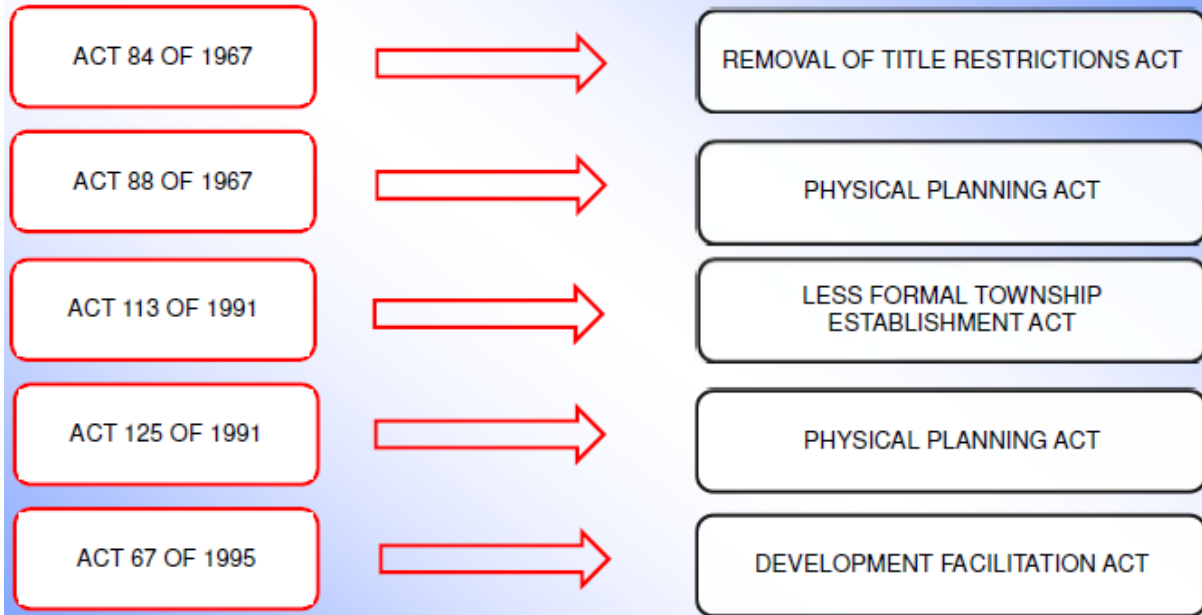 ACT 84 OF 1967
REMOVAL OF TITLE RESTRICTIONS ACT
ACT 88 OF 1967
PHYSICAL PLANNING ACT
ACT 113 OF 1991
LESS FORMAL TOWNSHIP
ESTABLISHMENT ACT
ACT 125 OF 1991
PHYSICAL PLANNING ACT
ACT 67 OF 1995
DEVELOPMENT FACILITATION ACT